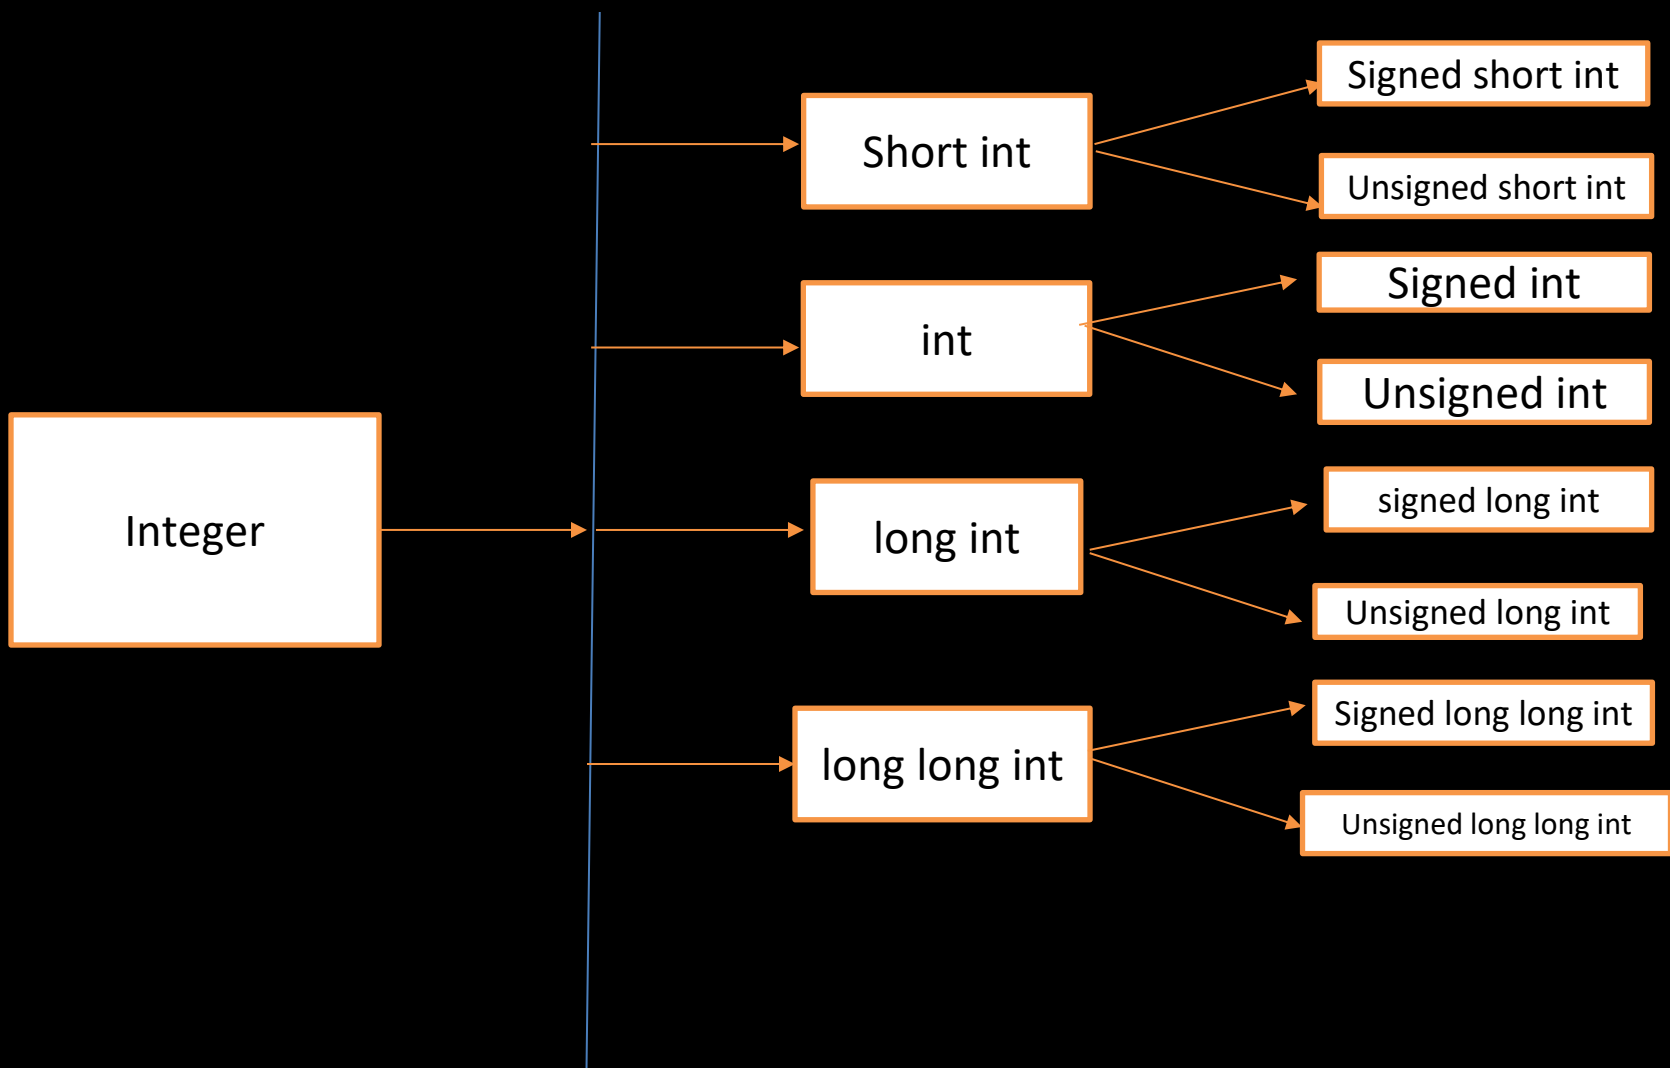 Integer
Short int
Signed short int
Unsigned short int
int
Signed int
Unsigned int
long int
signed long int
Unsigned long int
long long int
Signed long long int
Unsigned long long int